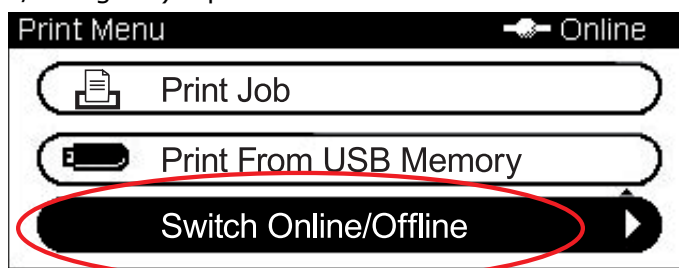 Print Menu Online
Print Job
Print From USB Memory
Switch Online/Offline